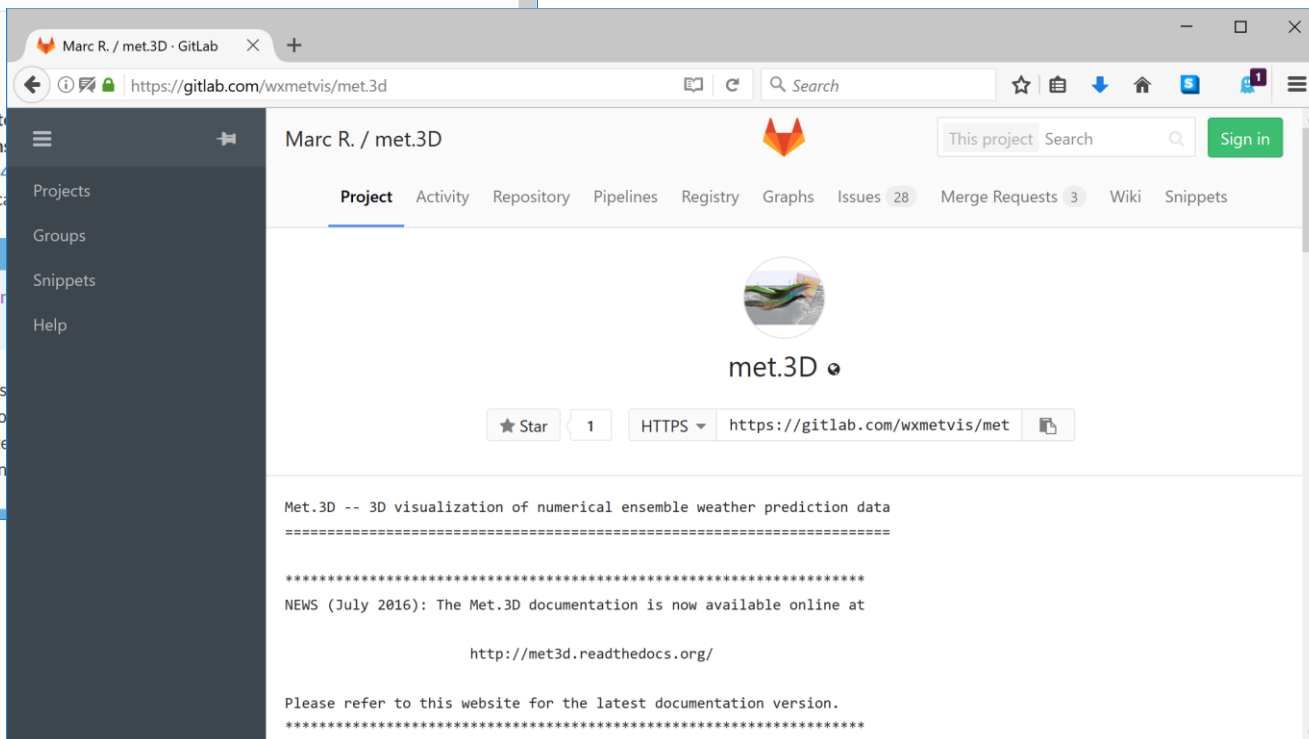 Marc R. / met.3D · GitLab
https://gitlab.com/wxmetvis/met.3d
Search
S
1
Marc R. / met.3D
This project Search
Sign in
Projects
Groups
Snippets
Help
Project Activity Repository Pipelines Registry Graphs Issues 28 Merge Requests 3 Wiki Snippets
met.3D
Star 1 HTTPS https://gitlab.com/wxmetvis/met
Met.3D -- 3D visualization of numerical ensemble weather prediction data
========================================================================
*********************************************************************
NEWS (July 2016): The Met.3D documentation is now available online at
http://met3d.readthedocs.org/
Please refer to this website for the latest documentation version.
*********************************************************************